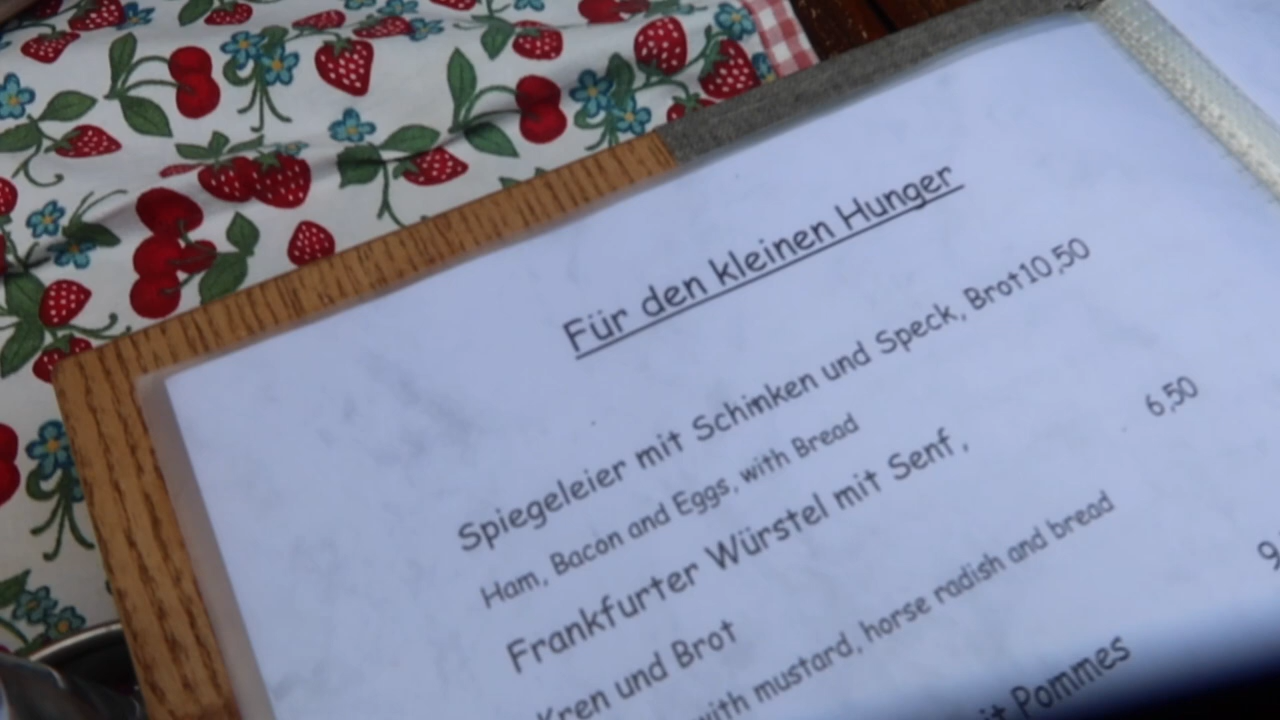 Für den kleinen Hunger
Spiegeleier mit Schinken und Speck, Brot10,50
Ham, Bacon and Eggs, with Bread
Frankfurter Würstel mit Senf, 6,50
Kren und Brot
with mustard, horse radish and bread
Pommes